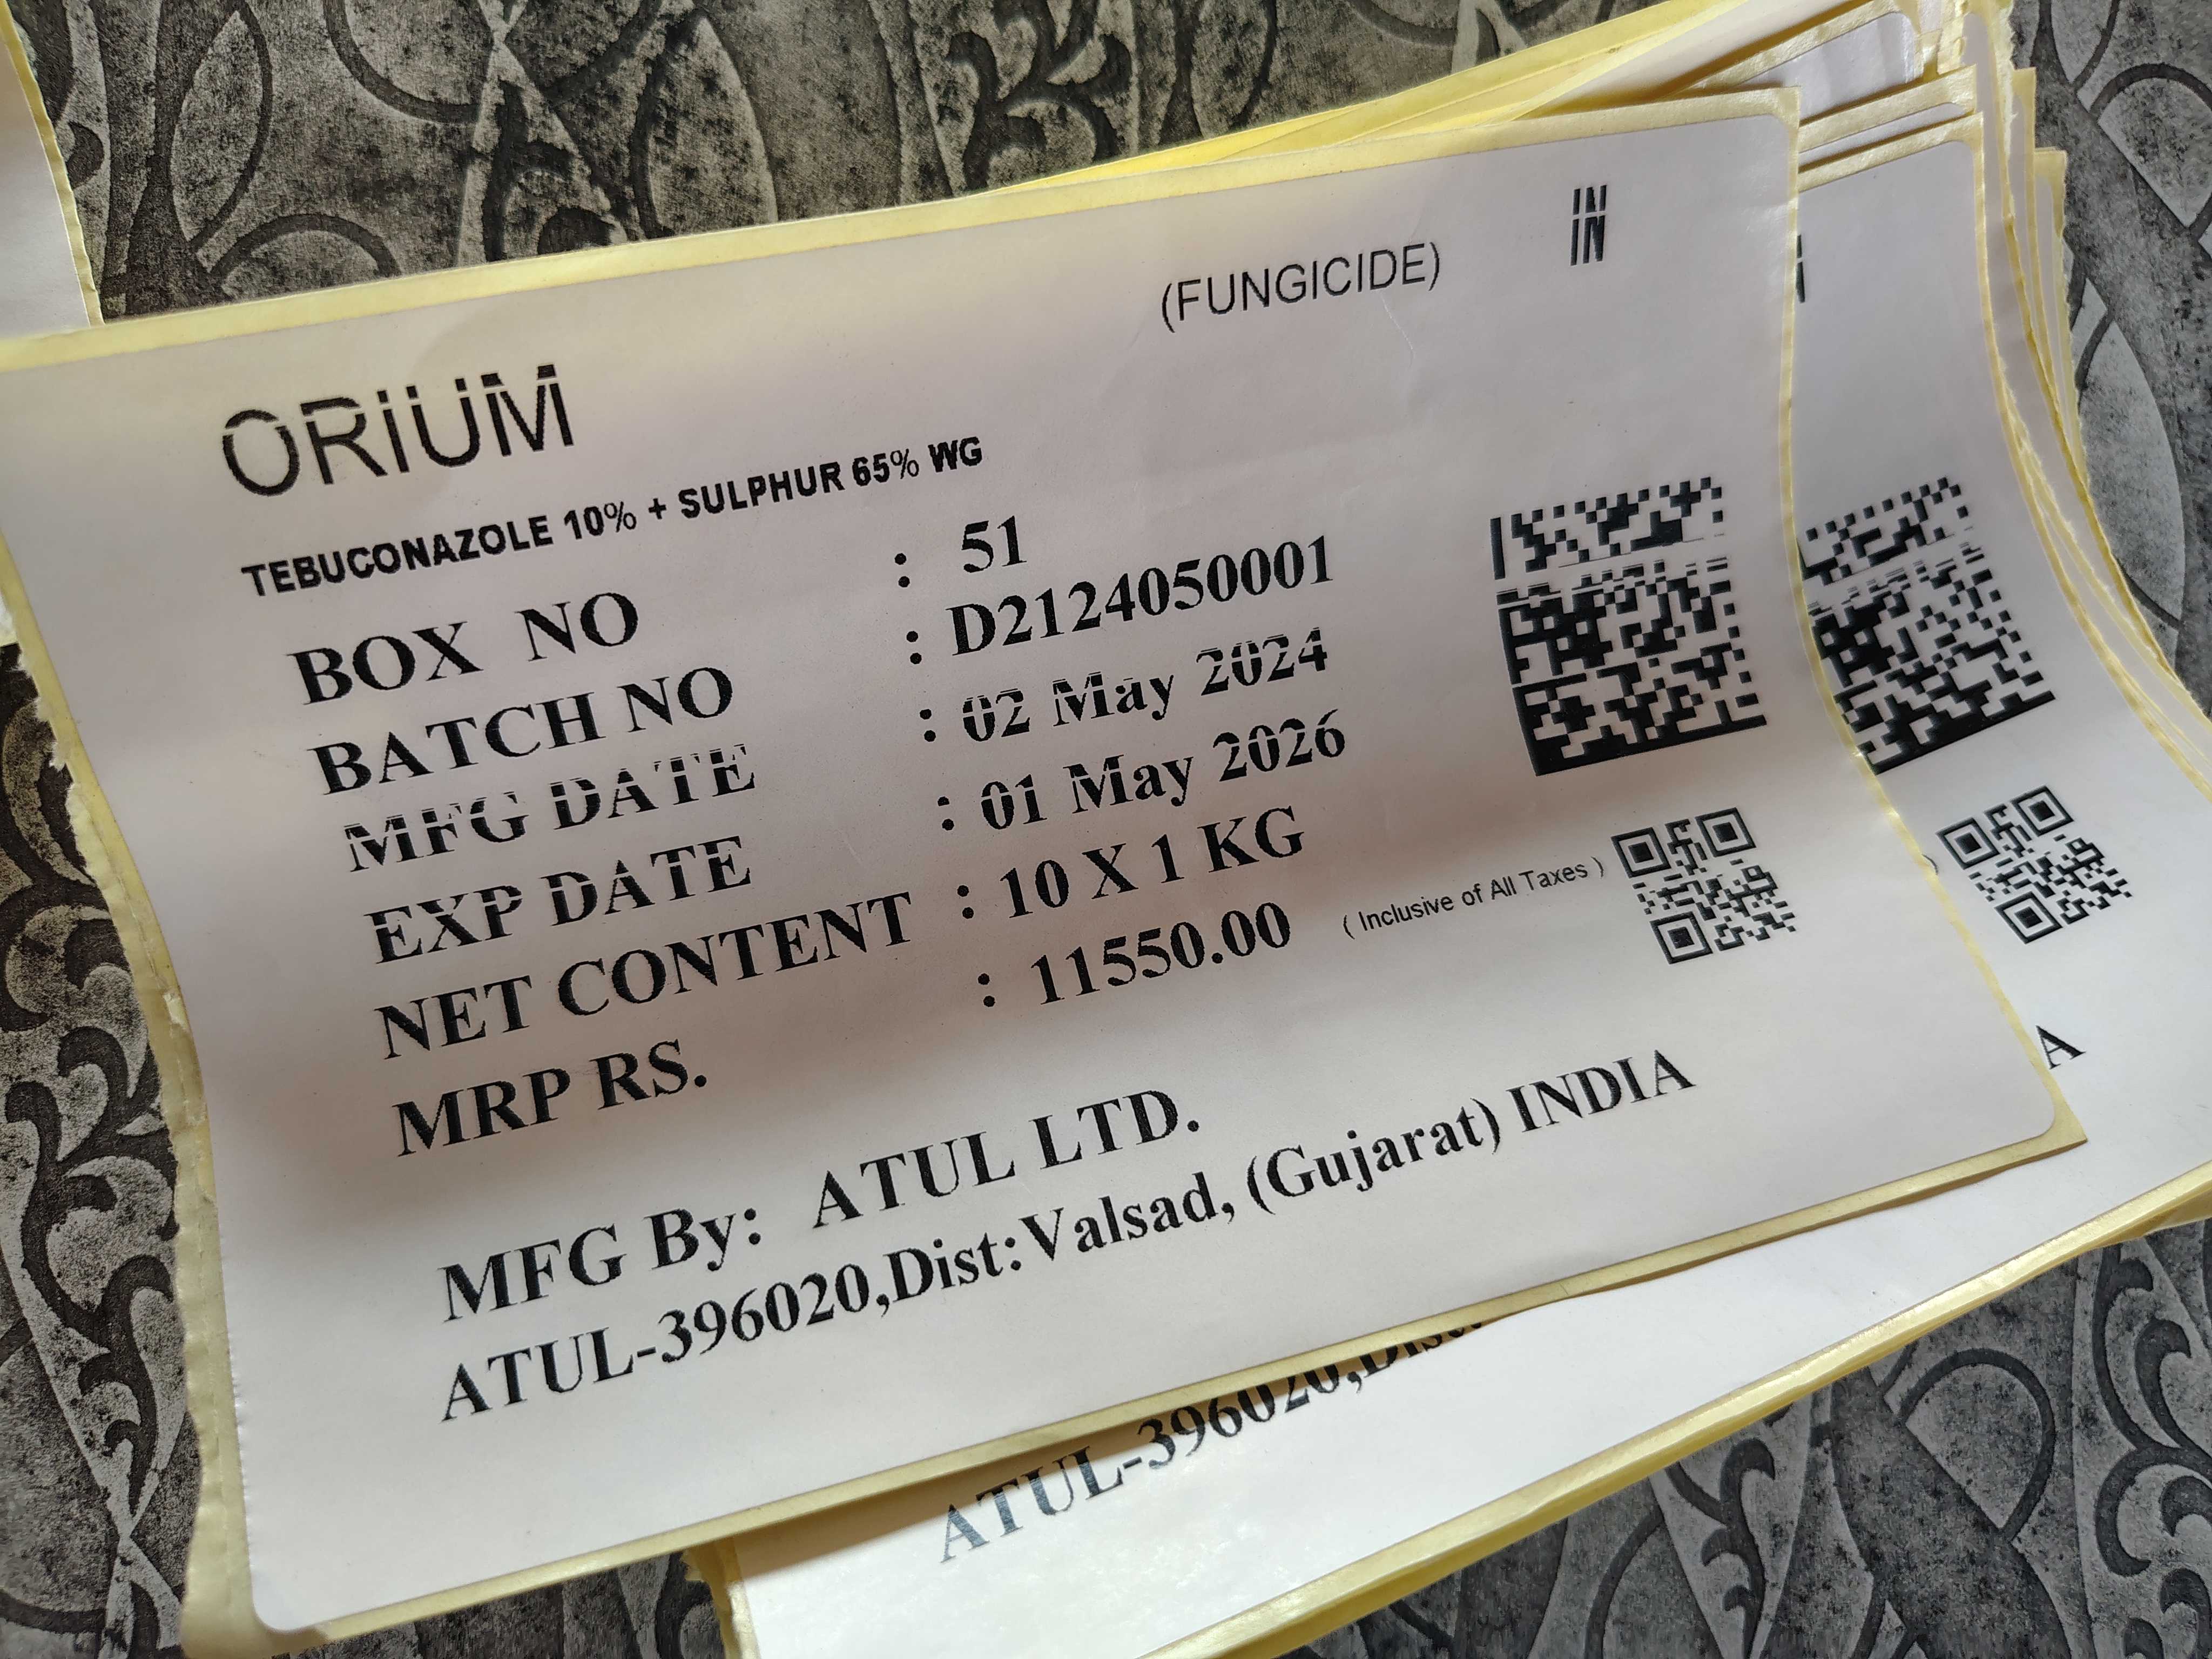 (FUNGICIDE)
IN
ORIUM
TEBUCONAZOLE 10% + SULPHUR 65% WG
BOX NO : 51
BATCH NO : D2124050001
MFG DATE : 02 May 2024
EXP DATE : 01 May 2026
NET CONTENT : 10 X 1 KG
MRP RS. : 11550.00 ( Inclusive of All Taxes )
MFG By: ATUL LTD.
ATUL-396020,Dist:Valsad, (Gujarat) INDIA
)
A
ATUL-396020,Dist: